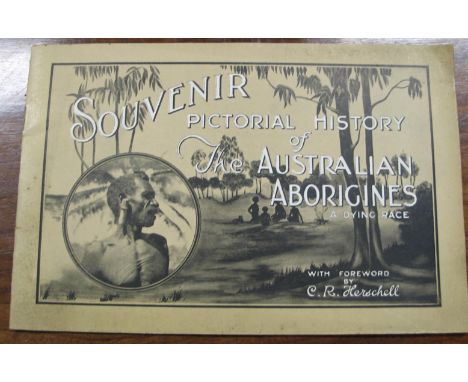 SOUVENIR
PICTORIAL HISTORY
of
The AUSTRALIAN
ABORIGINES
A DYING RACE
WITH FOREWORD
BY
C. R. Herschell